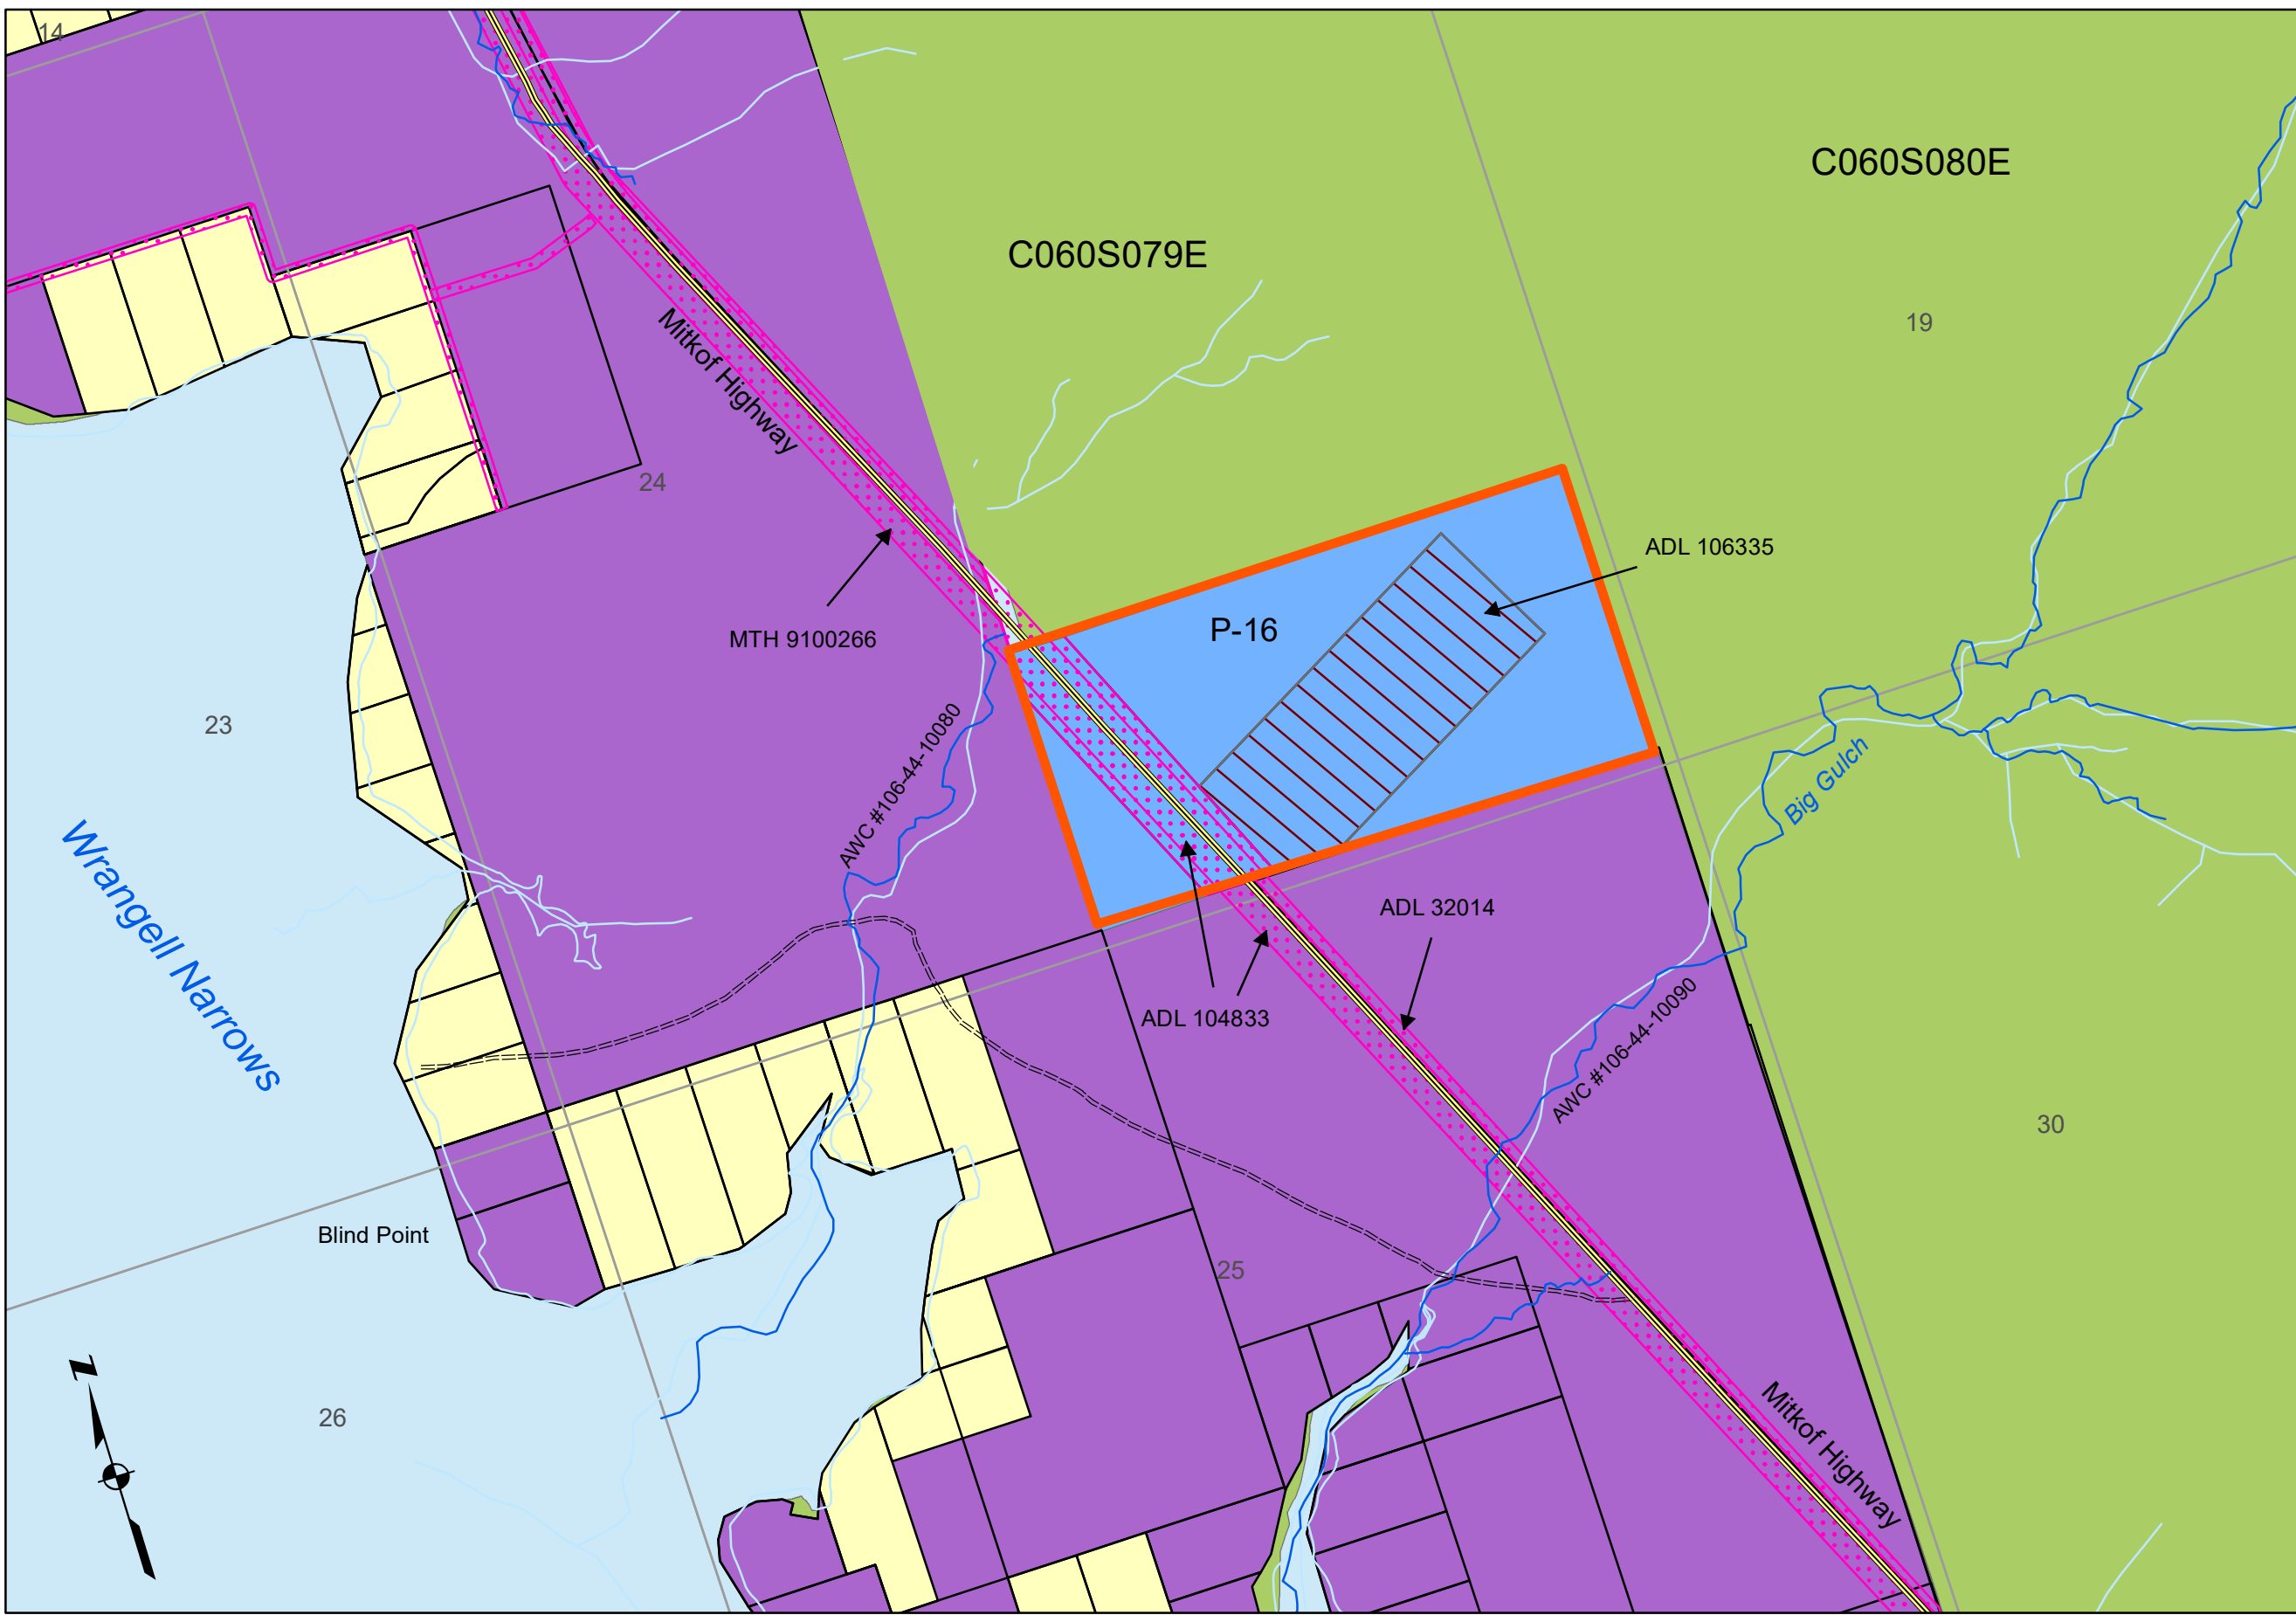 14
C060S080E
C060S079E
19
Mitkof Highway
24
ADL 106335
P-16
MTH 9100266
23
AWC #106-44-10080
Big Gulch
Wrangell Narrows
ADL 32014
ADL 104833
AWC #106-44-10090
30
Blind Point
25
N
26
Mitkof Highway